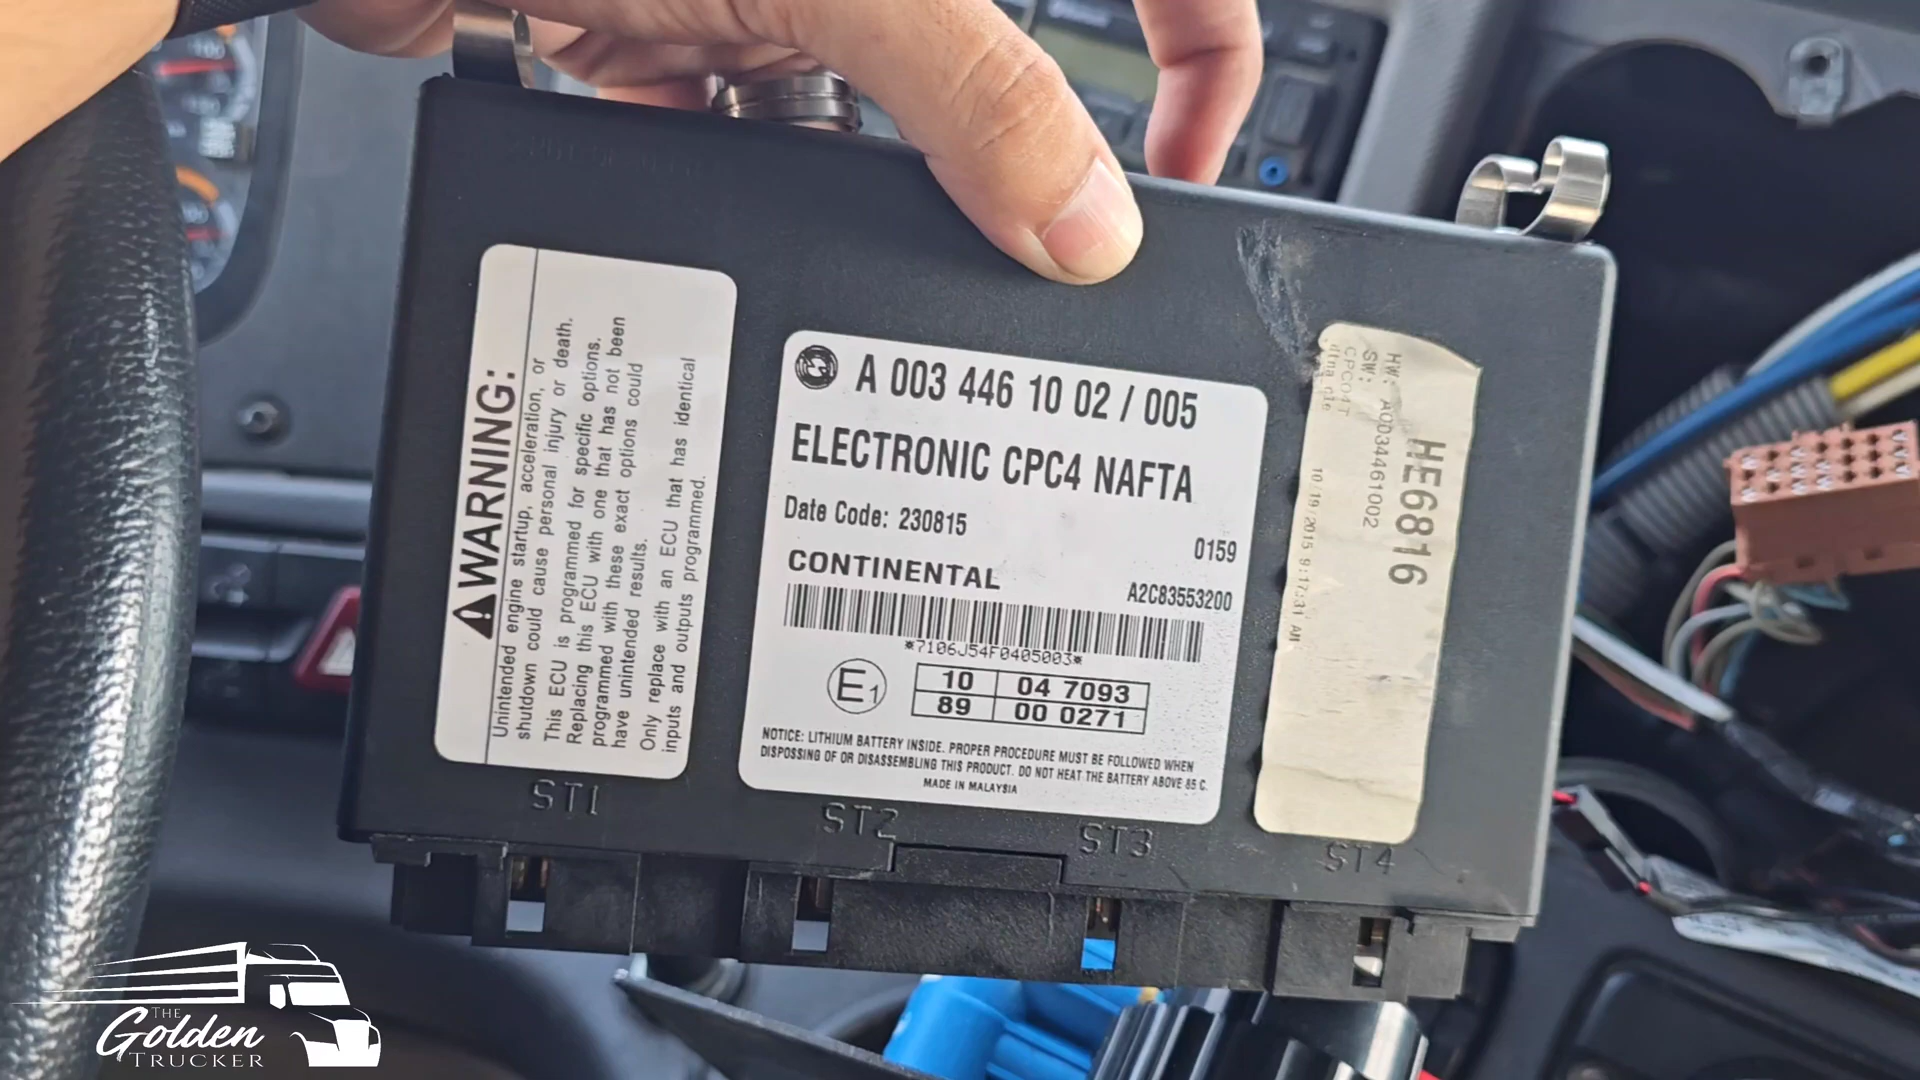 WARNING:
Unintended engine startup, acceleration, or
shutdown could cause personal injury or death.
This ECU is programmed for specific options.
Replacing this ECU with one that has not been
programmed with these exact options could
have unintended results.
Only replace with an ECU that has identical
inputs and outputs programmed.
A 003 446 10 02 / 005
ELECTRONIC CPC4 NAFTA
Date Code: 230815
0159
CONTINENTAL
A2C83553200
*7106J54F0405003*
E1
10 04 7093
89 00 0271
NOTICE: LITHIUM BATTERY INSIDE. PROPER PROCEDURE MUST BE FOLLOWED WHEN
DISPOSSING OF OR DISASSEMBLING THIS PRODUCT. DO NOT HEAT THE BATTERY ABOVE 85 C.
MADE IN MALAYSIA
HE6816
HW: A0034461002
SW:
CPC04T
10/19/2015 9:17:31 AM
ST1
ST2
ST3
ST4
THE
Golden
TRUCKER